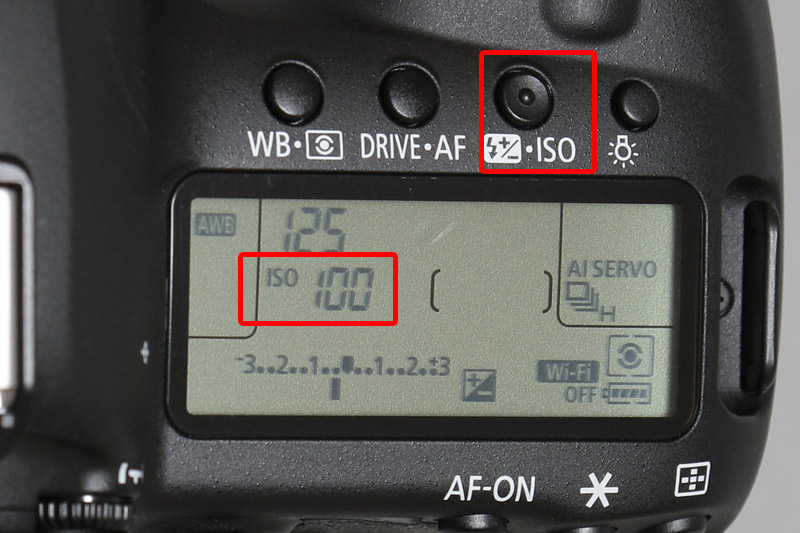 WB • DRIVE • AF • ISO
AWB 125
ISO 100 AI SERVO
H
-3..2..1..▮..1..2.:+3
Wi-Fi
OFF
AF-ON